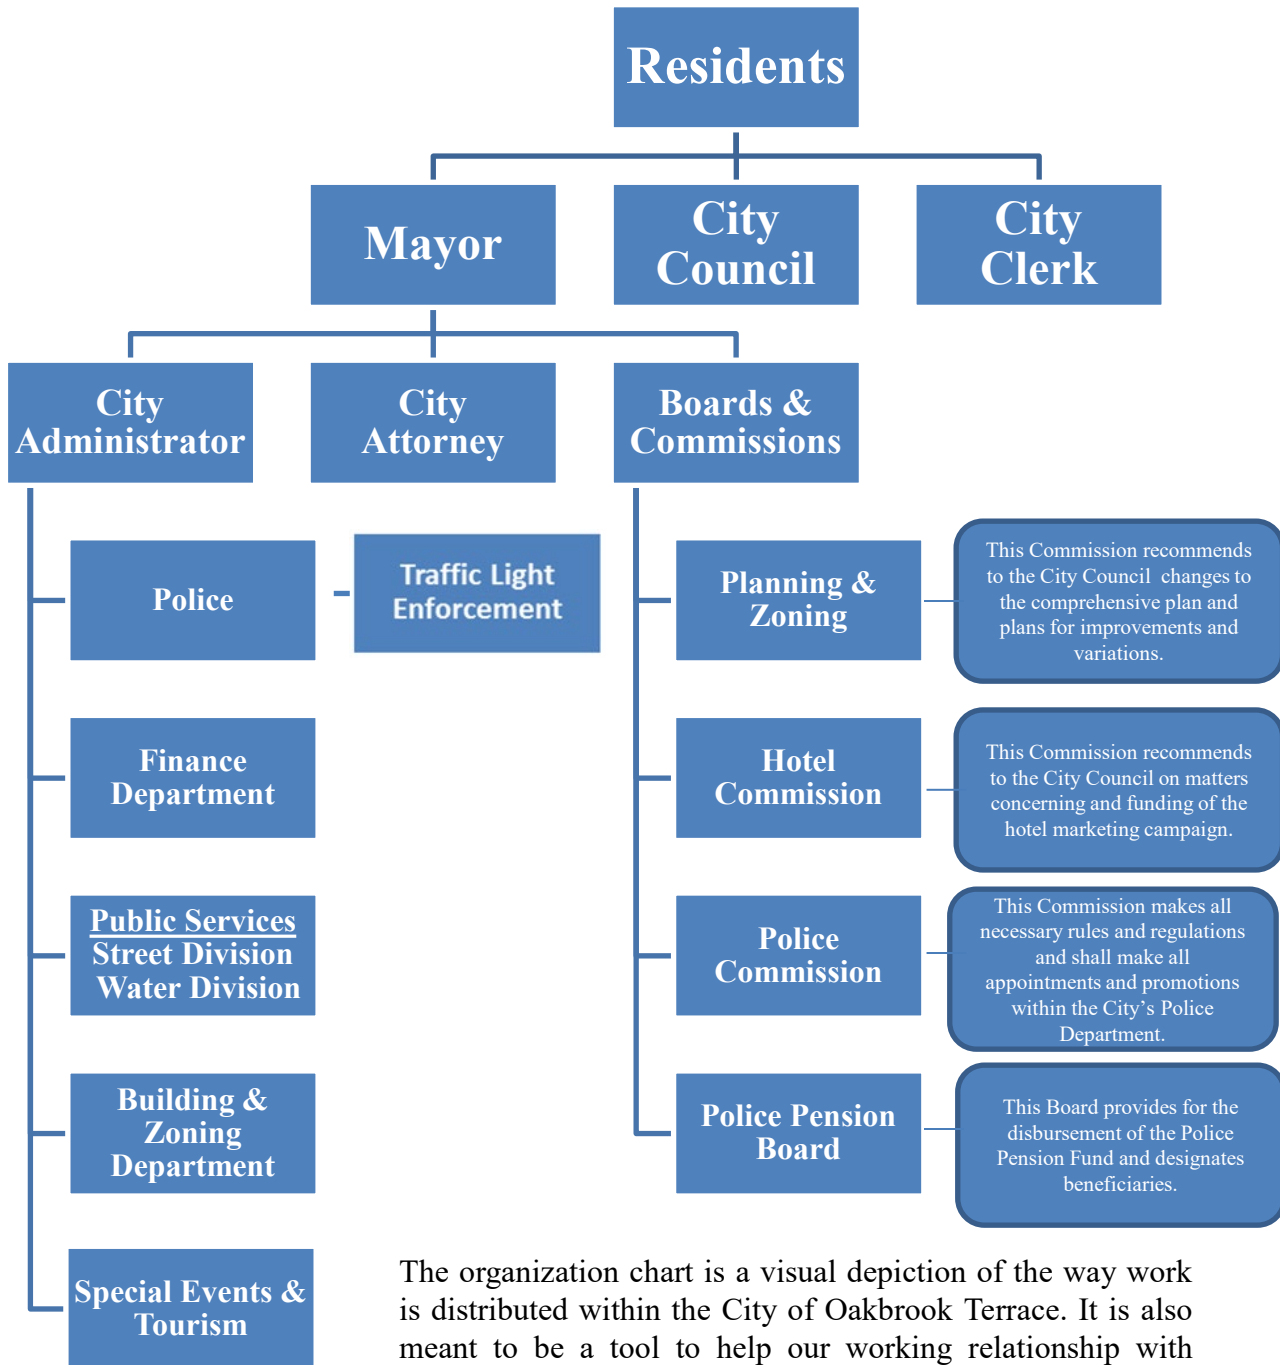 Residents
Mayor
City
Council
City
Clerk
City
Administrator
City
Attorney
Boards &
Commissions
Police
Traffic Light
Enforcement
Finance
Department
Public Services
Street Division
Water Division
Building &
Zoning
Department
Special Events &
Tourism
Planning &
Zoning
This Commission recommends
to the City Council changes to
the comprehensive plan and
plans for improvements and
variations.
Hotel
Commission
This Commission recommends
to the City Council on matters
concerning and funding of the
hotel marketing campaign.
Police
Commission
This Commission makes all
necessary rules and regulations
and shall make all
appointments and promotions
within the City’s Police
Department.
Police Pension
Board
This Board provides for the
disbursement of the Police
Pension Fund and designates
beneficiaries.
The organization chart is a visual depiction of the way work
is distributed within the City of Oakbrook Terrace. It is also
meant to be a tool to help our working relationship with